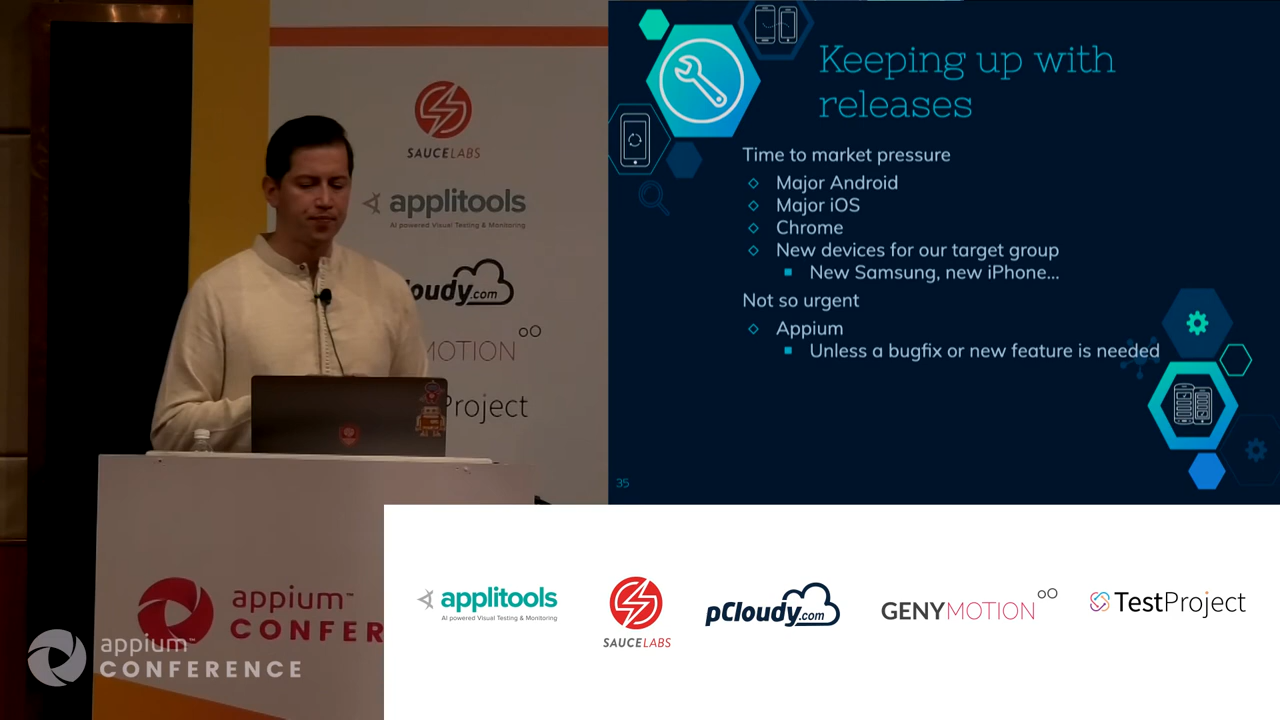 SAUCELABS
applitools
AI powered Visual Testing & Monitoring
oudy.com
MOTION
Project
appium™
CONFER
appium™
CONFERENCE
Keeping up with
releases
Time to market pressure
Major Android
Major iOS
Chrome
New devices for our target group
New Samsung, new iPhone...
Not so urgent
Appium
Unless a bugfix or new feature is needed
35
applitools
AI powered Visual Testing & Monitoring
SAUCELABS
pCloudy.com
GENYMOTION
TestProject